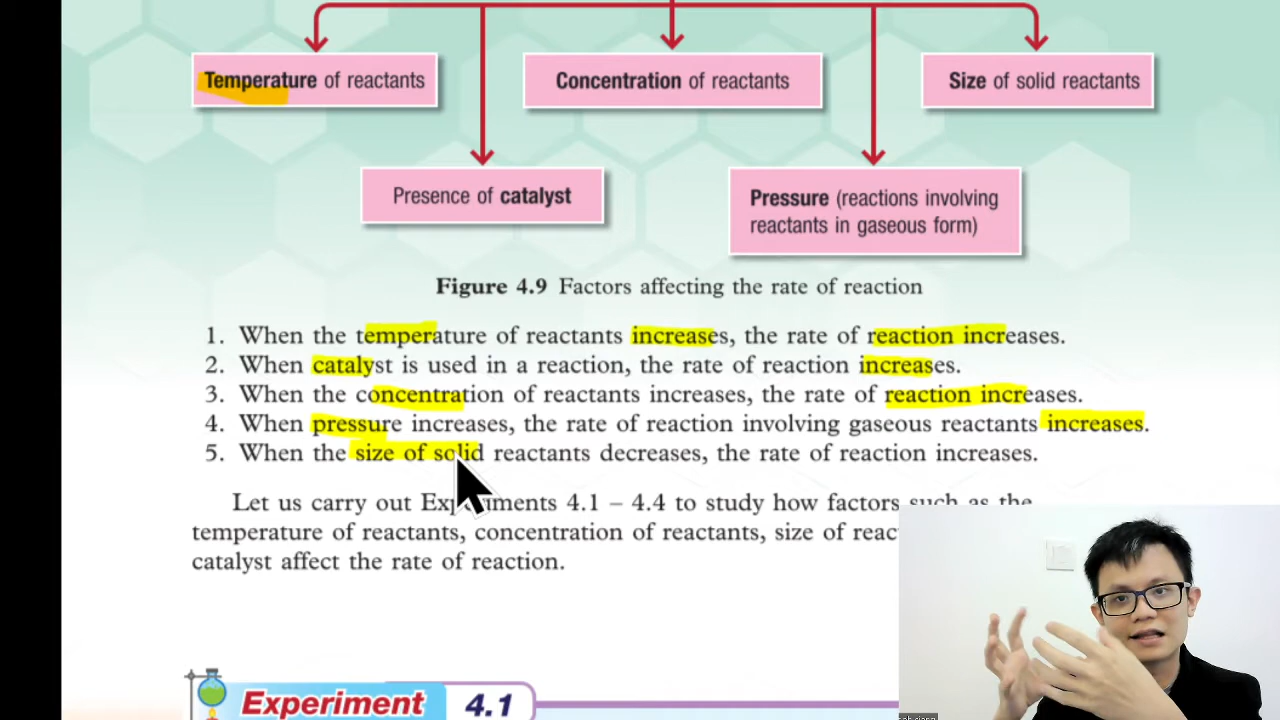 Temperature of reactants
Concentration of reactants
Size of solid reactants
Presence of catalyst
Pressure (reactions involving
reactants in gaseous form)
Figure 4.9 Factors affecting the rate of reaction
1. When the temperature of reactants increases, the rate of reaction increases.
2. When catalyst is used in a reaction, the rate of reaction increases.
3. When the concentration of reactants increases, the rate of reaction increases.
4. When pressure increases, the rate of reaction involving gaseous reactants increases.
5. When the size of solid reactants decreases, the rate of reaction increases.
Let us carry out Experiments 4.1 – 4.4 to study how factors such as the
temperature of reactants, concentration of reactants, size of reac
catalyst affect the rate of reaction.
Experiment 4.1